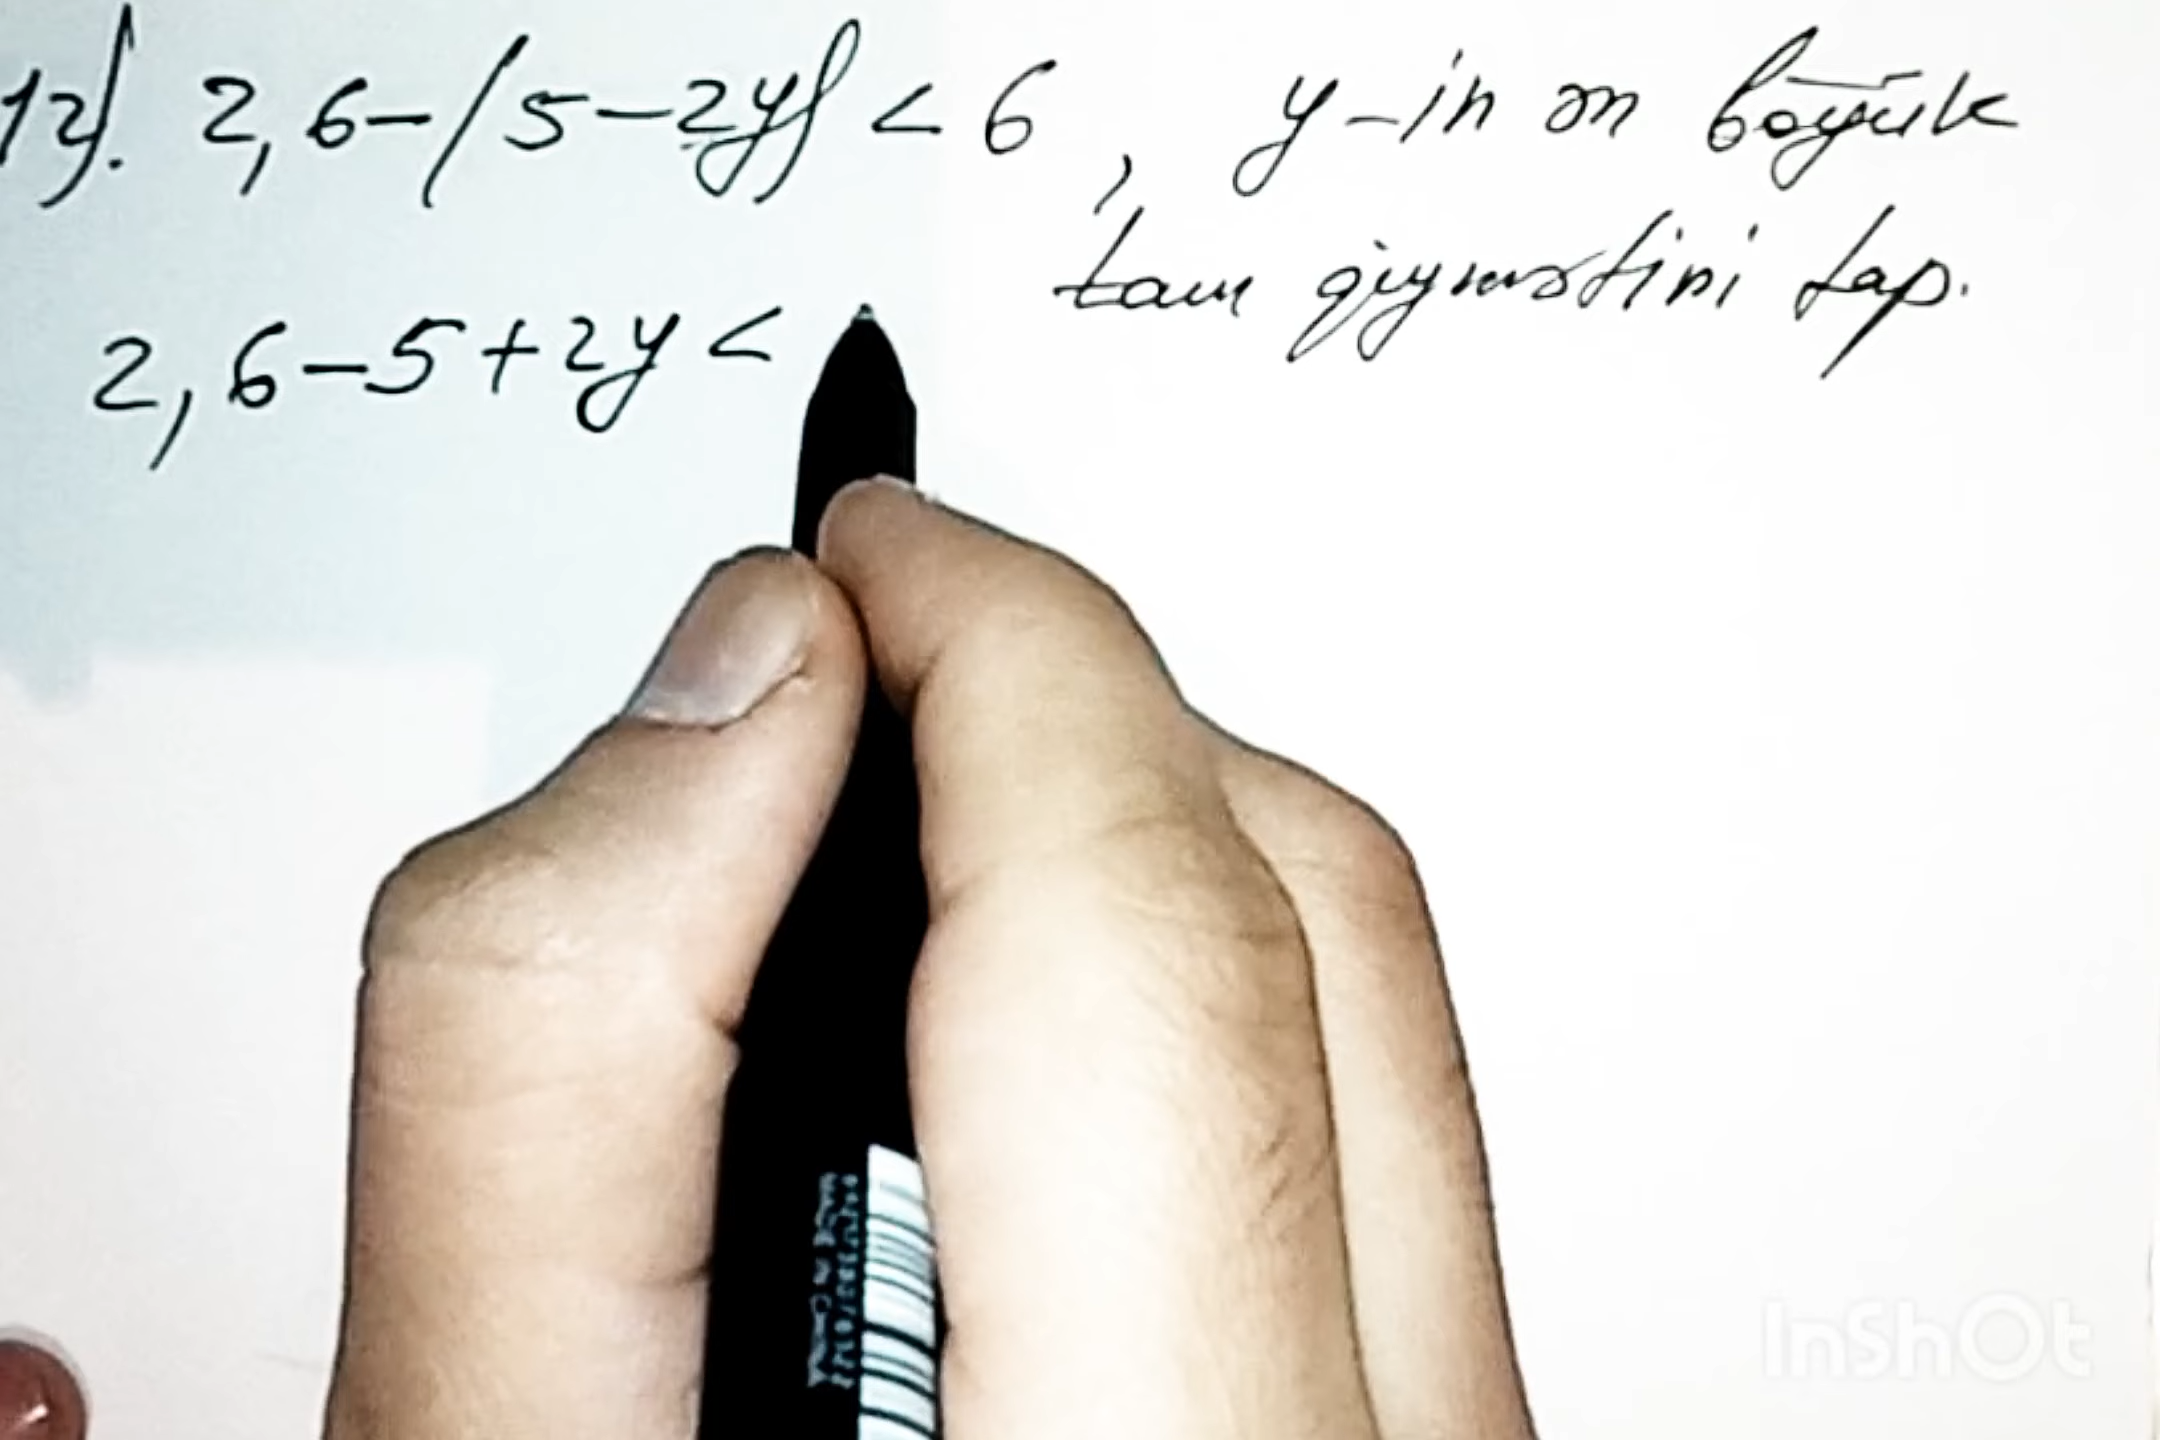 12). 2,6-(5-2y) < 6, y-in ən böyük
tam qiymətini tap.
2,6-5+2y <
InShOt